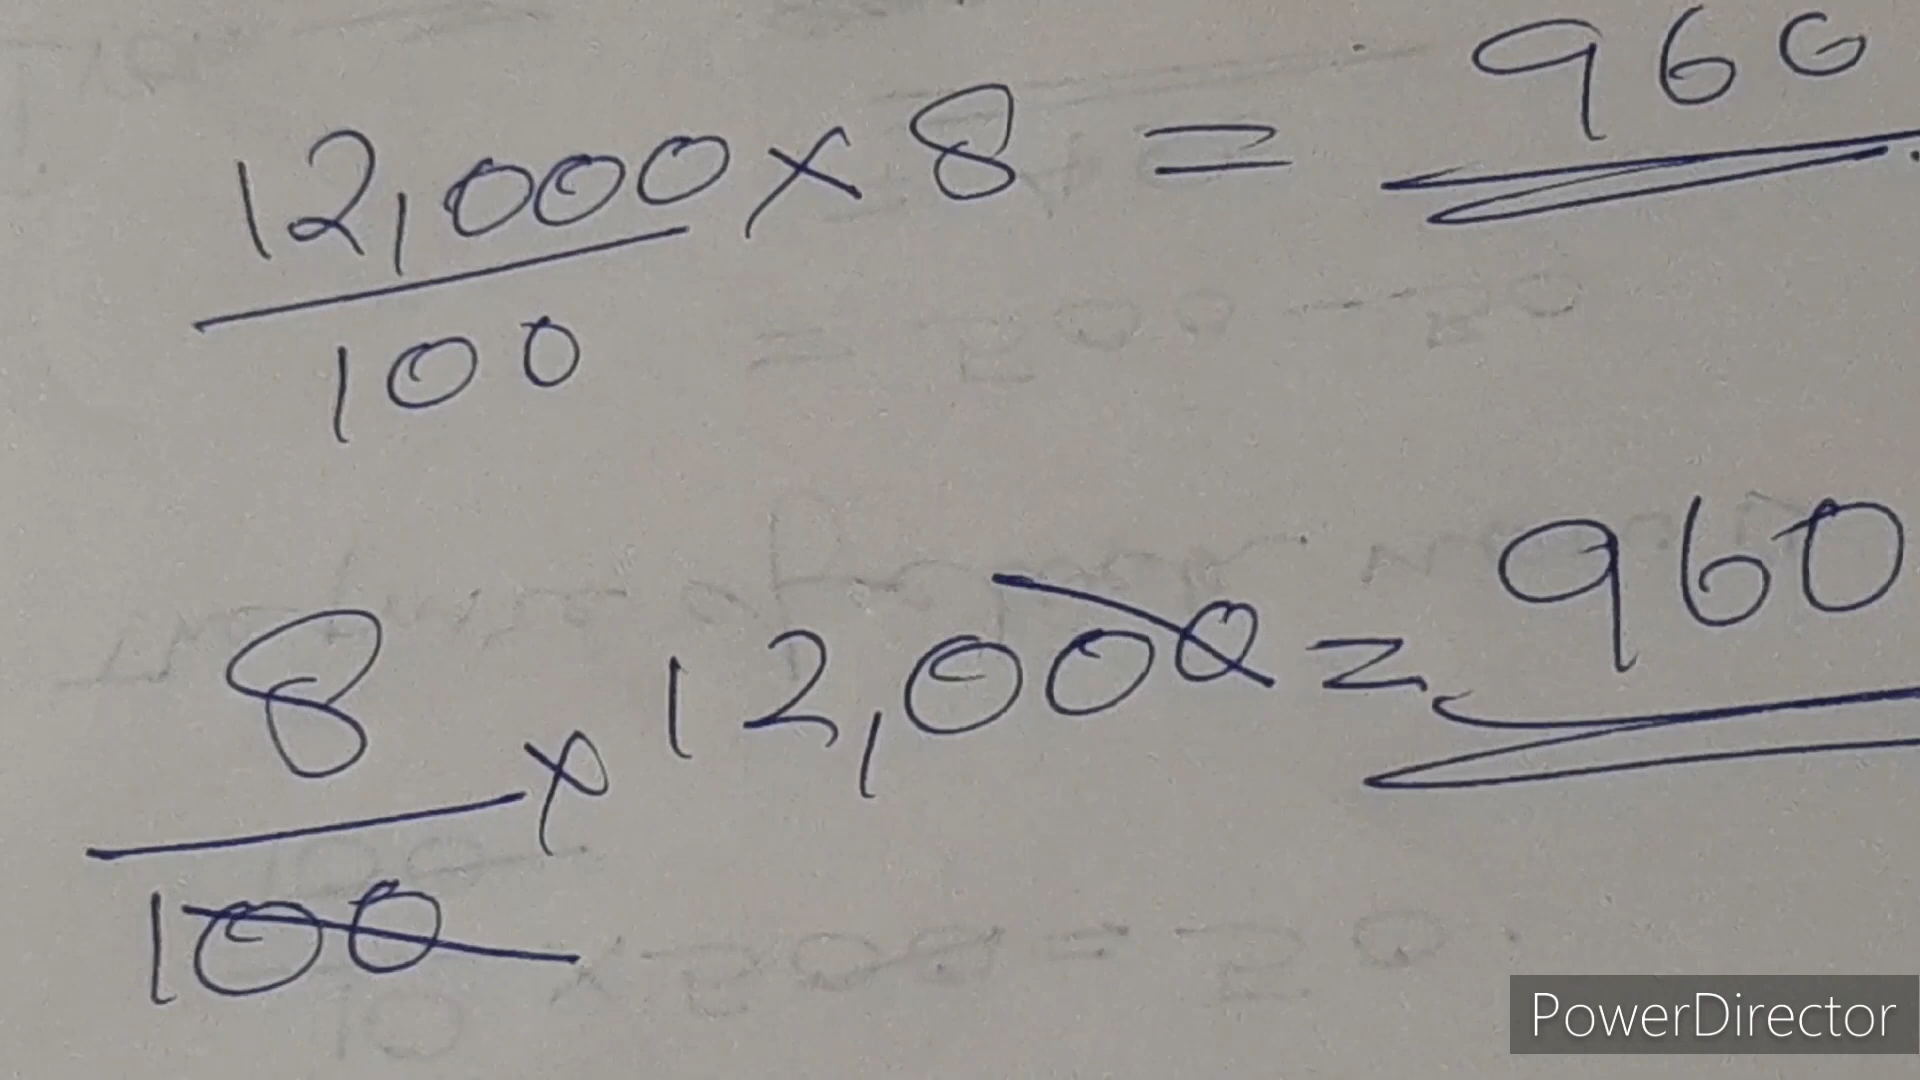 12,000 × 8 = 960
100
8 × 12,000 = 960
100
PowerDirector